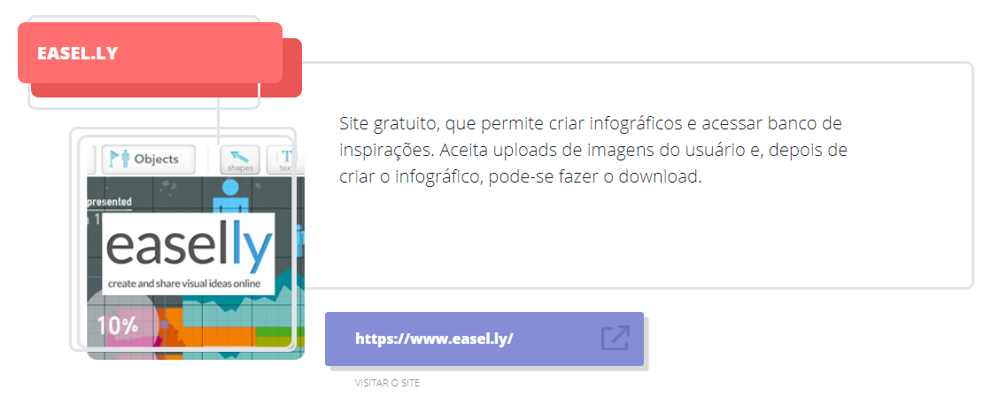 EASEL.LY
Site gratuito, que permite criar infográficos e acessar banco de
inspirações. Aceita uploads de imagens do usuário e, depois de
criar o infográfico, pode-se fazer o download.
Objects
shapes
tex
presented
1
easelly
create and share visual ideas online
10%
https://www.easel.ly/
VISITAR O SITE